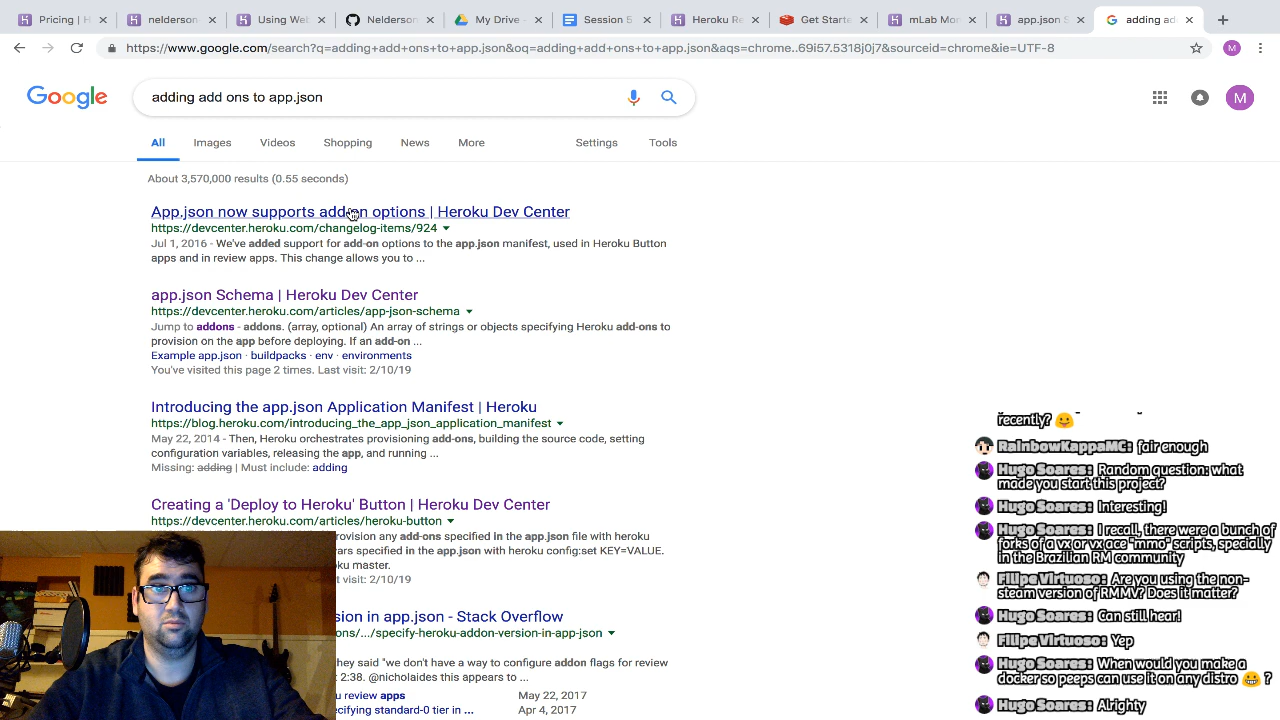 Pricing | H
nelderson-
Using Wel
Nelderson
My Drive -
Session 5
Heroku Re
Get Starte
mLab Mon
app.json S
adding ad
https://www.google.com/search?q=adding+add+ons+to+app.json&oq=adding+add+ons+to+app.json&aqs=chrome..69i57.5318j0j7&sourceid=chrome&ie=UTF-8
M
Google
adding add ons to app.json
M
All
Images
Videos
Shopping
News
More
Settings
Tools
About 3,570,000 results (0.55 seconds)
App.json now supports add-on options | Heroku Dev Center
https://devcenter.heroku.com/changelog-items/924
Jul 1, 2016 - We've added support for add-on options to the app.json manifest, used in Heroku Button
apps and in review apps. This change allows you to ...
app.json Schema | Heroku Dev Center
https://devcenter.heroku.com/articles/app-json-schema
Jump to addons - addons. (array, optional) An array of strings or objects specifying Heroku add-ons to
provision on the app before deploying. If an add-on ...
Example app.json · buildpacks · env · environments
You've visited this page 2 times. Last visit: 2/10/19
Introducing the app.json Application Manifest | Heroku
https://blog.heroku.com/introducing_the_app_json_application_manifest
May 22, 2014 - Then, Heroku orchestrates provisioning add-ons, building the source code, setting
configuration variables, releasing the app, and running ...
Missing: adding | Must include: adding
Creating a 'Deploy to Heroku' Button | Heroku Dev Center
https://devcenter.heroku.com/articles/heroku-button
rovision any add-ons specified in the app.json file with heroku
ars specified in the app.json with heroku config:set KEY=VALUE.
ku master.
t visit: 2/10/19
sion in app.json - Stack Overflow
ons/.../specify-heroku-addon-version-in-app-json
hey said "we don't have a way to configure addon flags for review
2:38. @nicholaides this appears to ...
u review apps
May 22, 2017
ecifying standard-0 tier in ...
Apr 4, 2017
recently?
RainbowKappaMC: fair enough
Hugo Soares: Random question: what
made you start this project?
Hugo Soares: Interesting!
Hugo Soares: I recall, there were a bunch of
forks of a vx or vx ace "mmo" scripts, specially
in the Brazilian RM community
Filipe Virtuoso: Are you using the non-
steam version of RMMV? Does it matter?
Hugo Soares: Can still hear!
Filipe Virtuoso: Yep
Hugo Soares: When would you make a
docker so peeps can use it on any distro ?
Hugo Soares: Alrighty